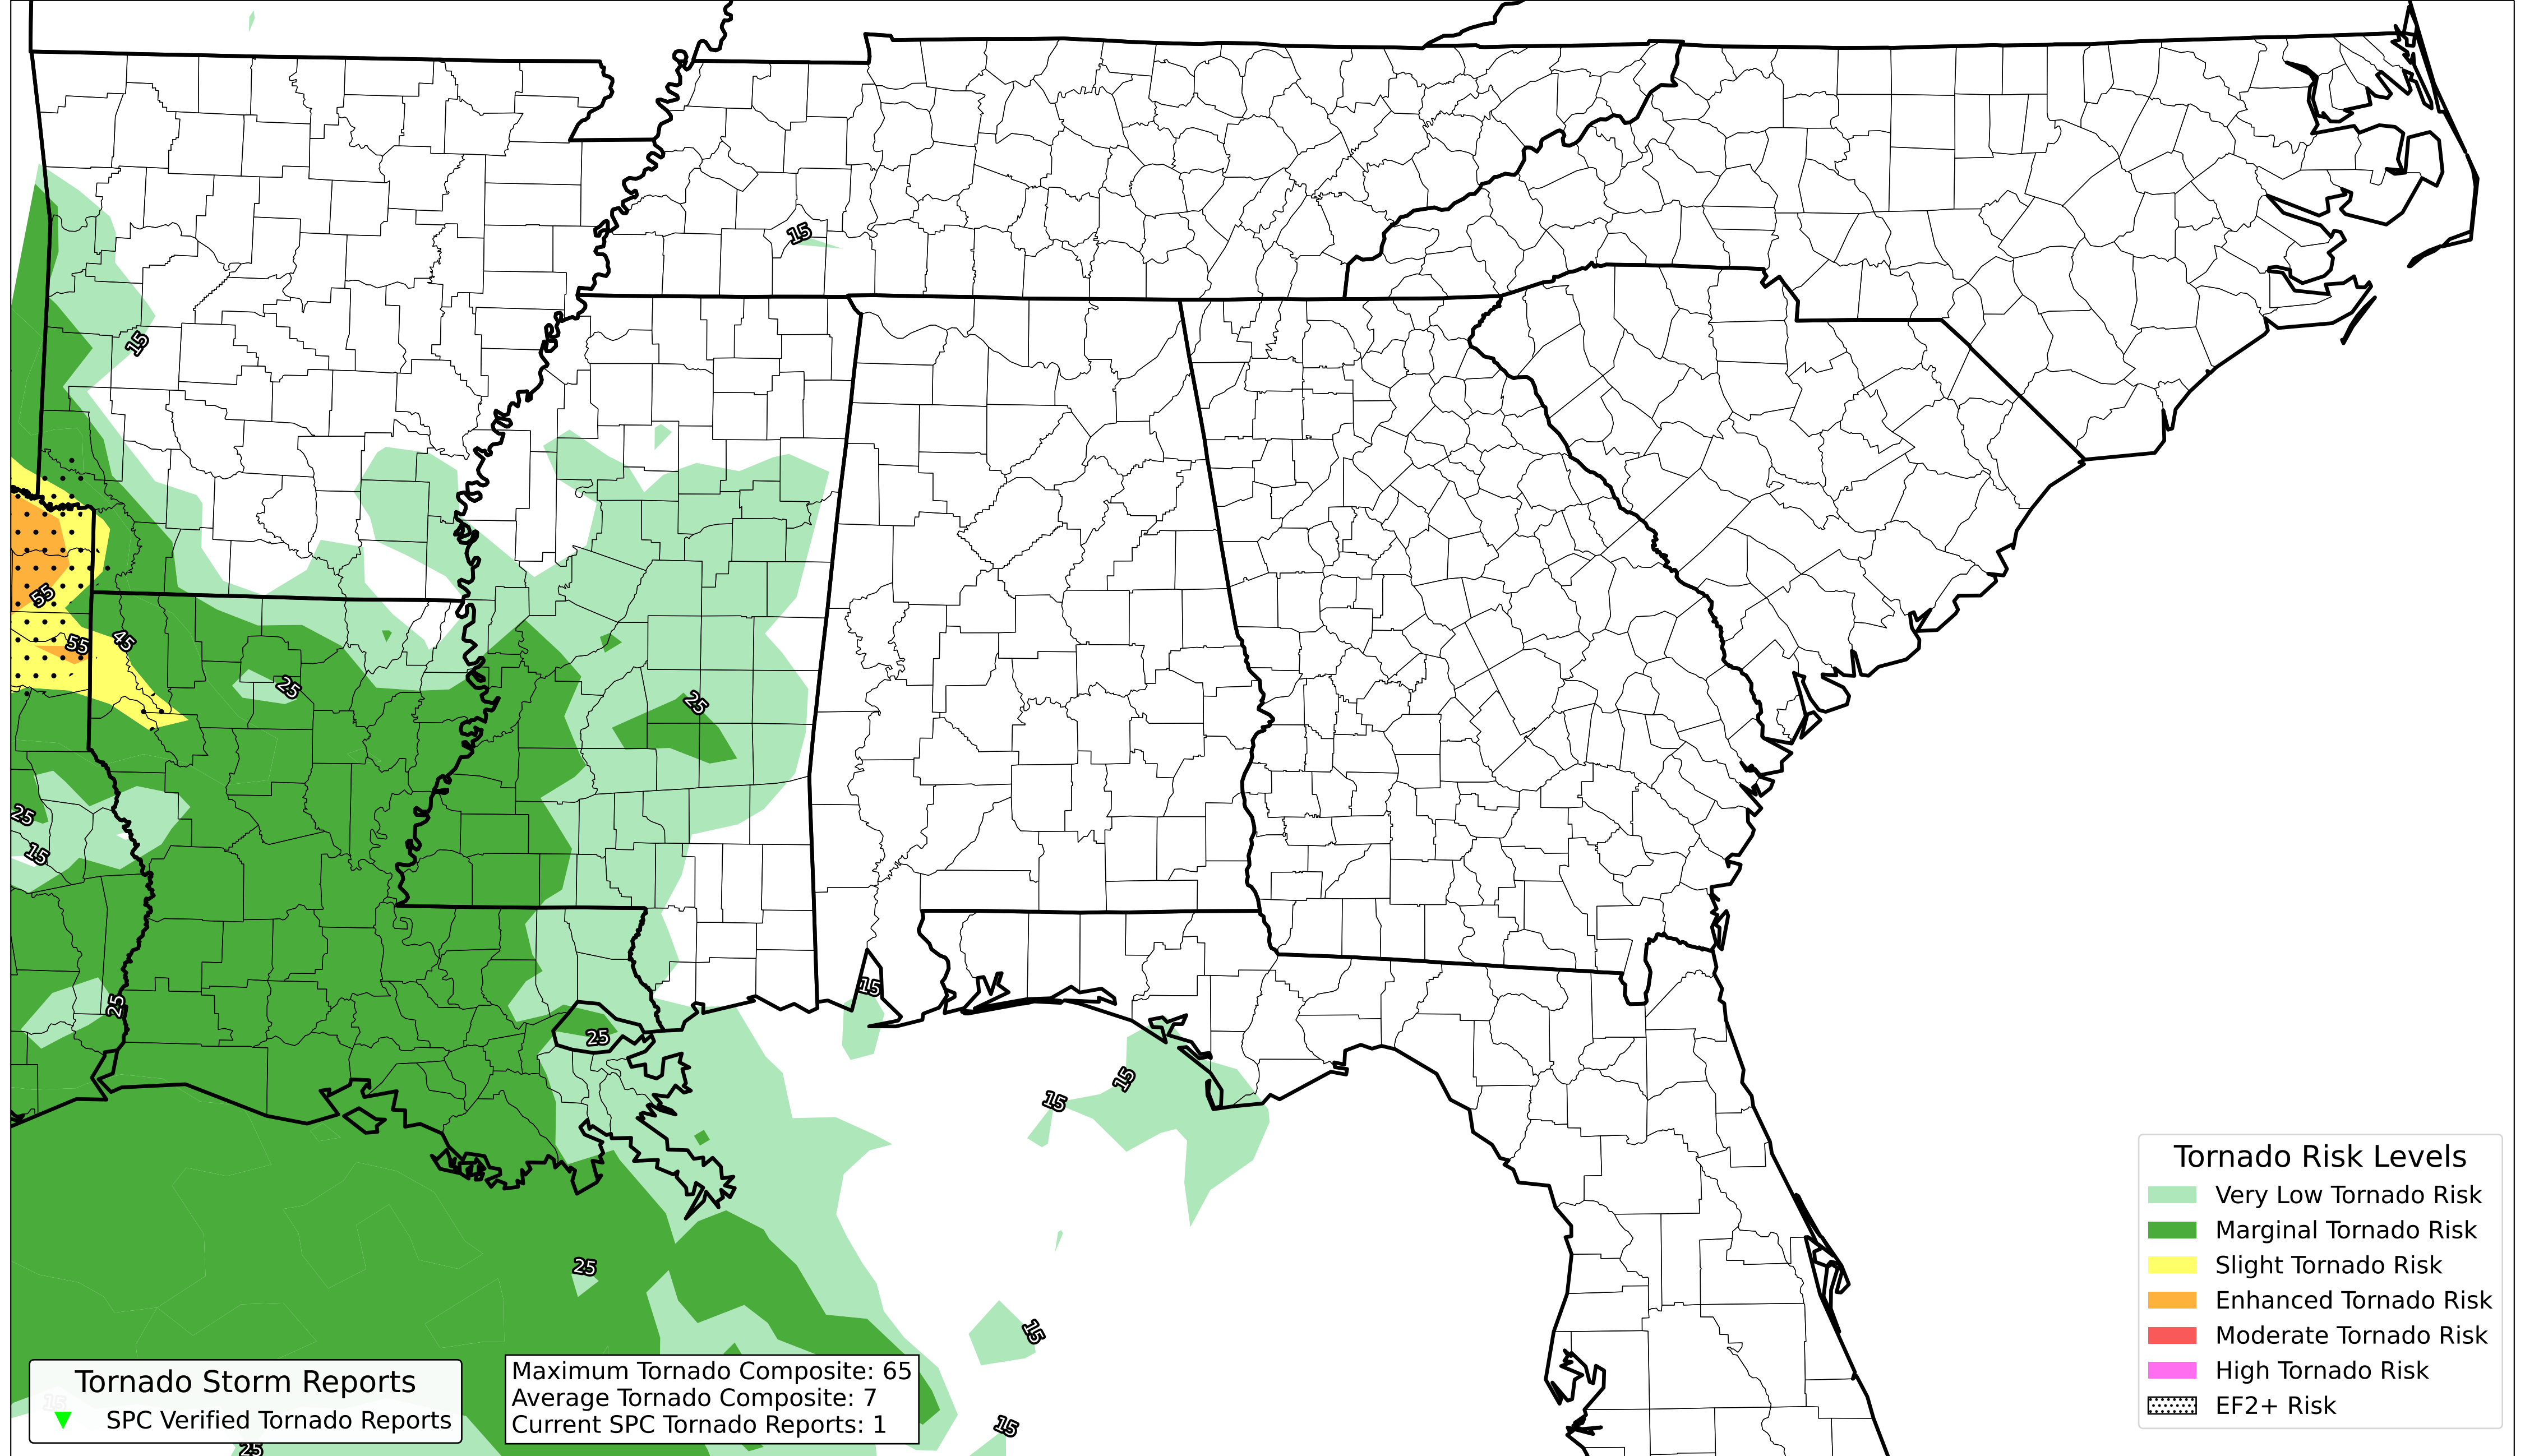 15
15
55
55
45
25
25
25
15
25
15
25
15
15
25
15
15
25
Tornado Storm Reports
SPC Verified Tornado Reports
Maximum Tornado Composite: 65
Average Tornado Composite: 7
Current SPC Tornado Reports: 1
Tornado Risk Levels
Very Low Tornado Risk
Marginal Tornado Risk
Slight Tornado Risk
Enhanced Tornado Risk
Moderate Tornado Risk
High Tornado Risk
EF2+ Risk